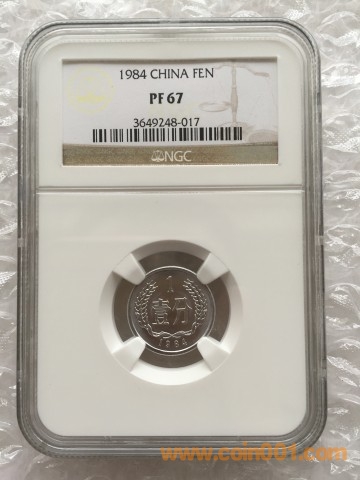 1984 CHINA FEN
PF 67
3649248-017
NGC
1
壹分
1984
www.coin001.com